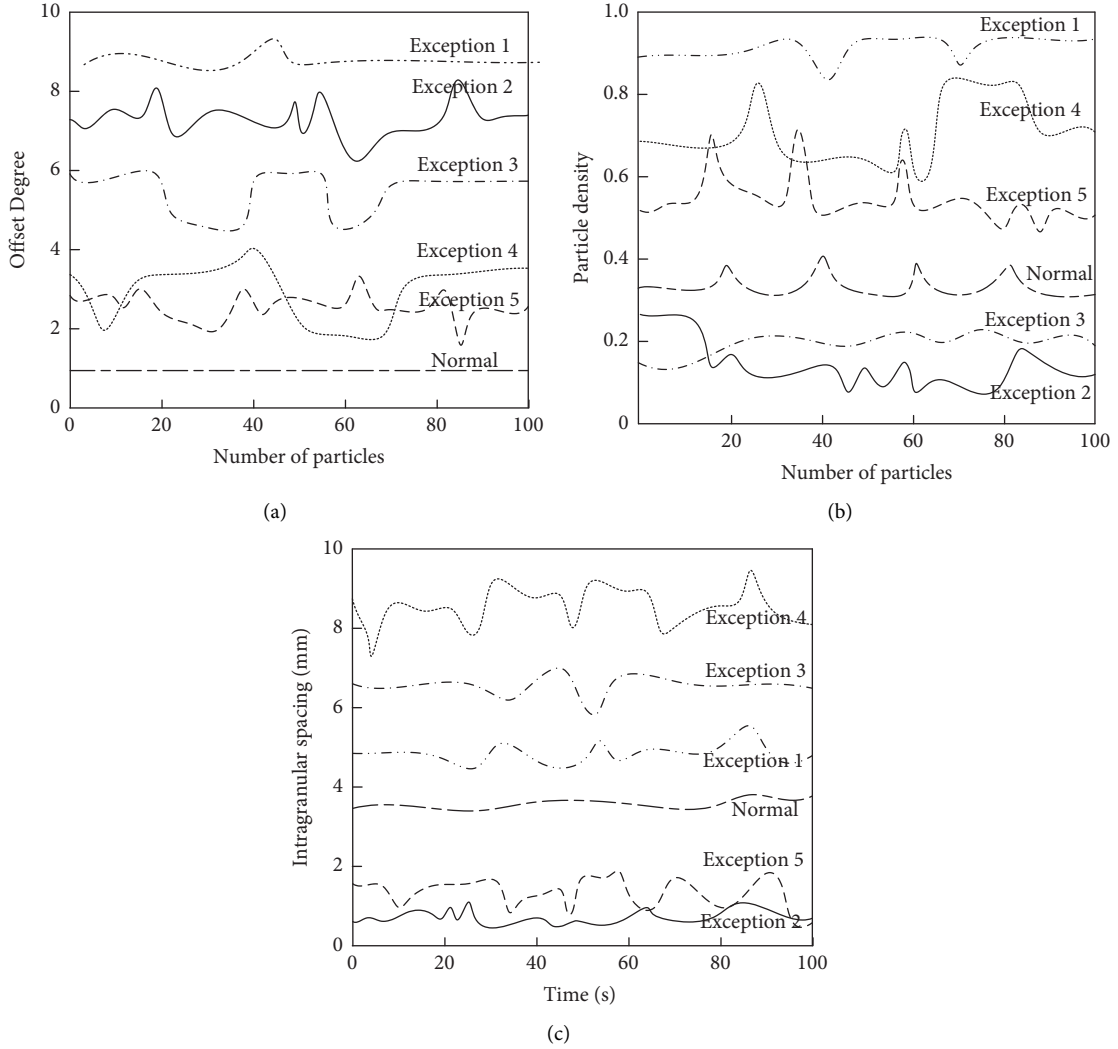 10
8
6
4
2
0
Offset Degree
Exception 1
Exception 2
Exception 3
Exception 4
Exception 5
Normal
0 20 40 60 80 100
Number of particles
(a)
1.0
0.8
0.6
0.4
0.2
0
Particle density
Exception 1
Exception 4
Exception 5
Normal
Exception 3
Exception 2
20 40 60 80 100
Number of particles
(b)
10
8
6
4
2
0
Intragranular spacing (mm)
Exception 4
Exception 3
Exception 1
Normal
Exception 5
Exception 2
0 20 40 60 80 100
Time (s)
(c)